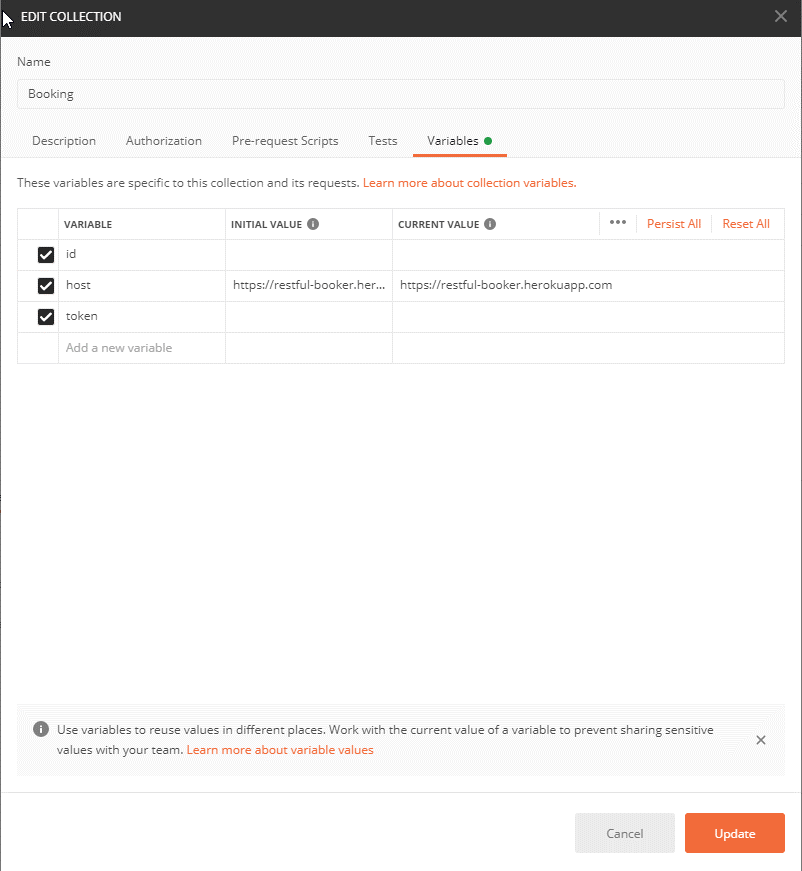 EDIT COLLECTION
Name
Booking
Description Authorization Pre-request Scripts Tests Variables
These variables are specific to this collection and its requests. Learn more about collection variables.
VARIABLE INITIAL VALUE CURRENT VALUE ••• Persist All Reset All
id
host https://restful-booker.her... https://restful-booker.herokuapp.com
token
Add a new variable
Use variables to reuse values in different places. Work with the current value of a variable to prevent sharing sensitive
values with your team. Learn more about variable values
Cancel Update